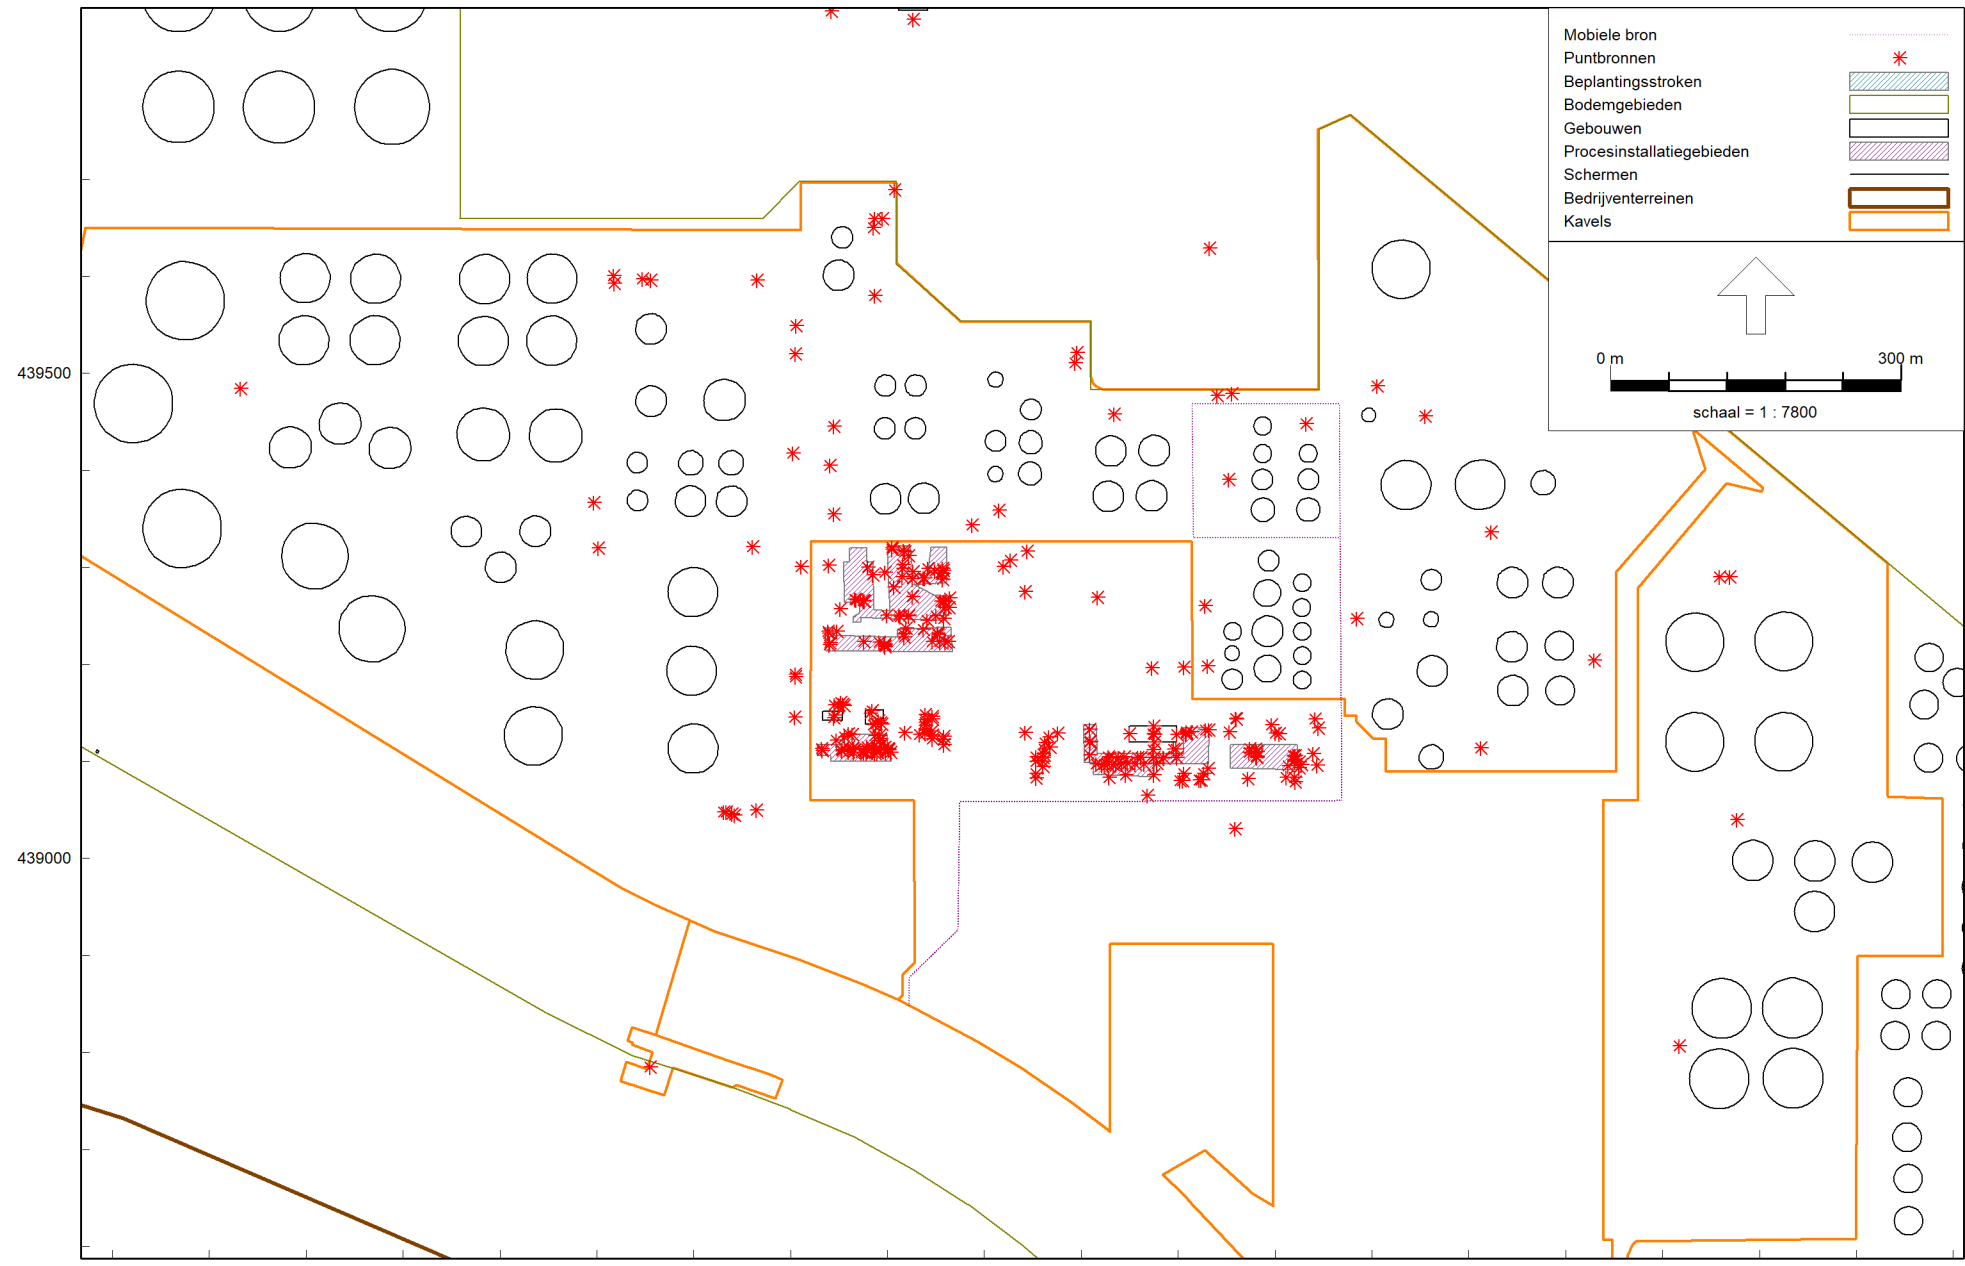 Mobiele bron
Puntbronnen
Beplantingsstroken
Bodemgebieden
Gebouwen
Procesinstallatiegebieden
Schermen
Bedrijventerreinen
Kavels
0 m 300 m
schaal = 1 : 7800
439500
439000